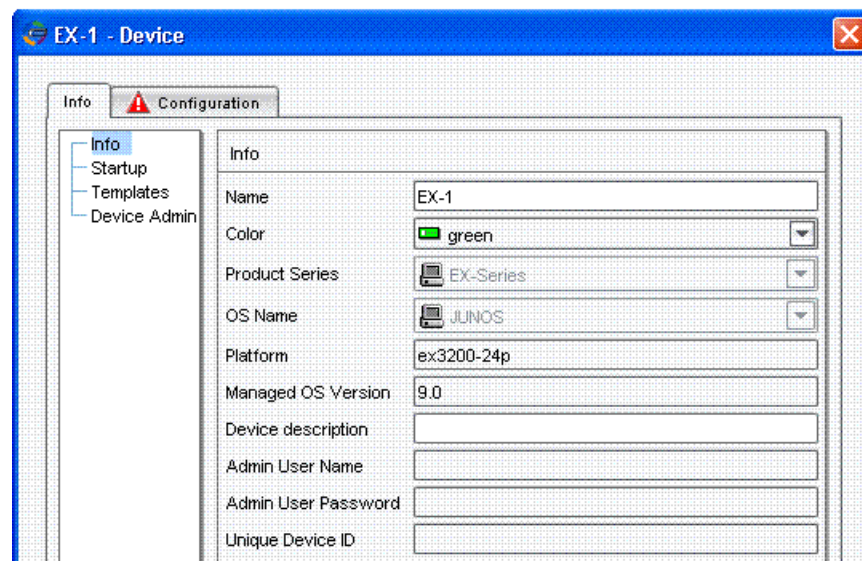 EX-1 - Device
Info
Configuration
Info
Startup
Templates
Device Admin
Info
Name EX-1
Color green
Product Series EX-Series
OS Name JUNOS
Platform ex3200-24p
Managed OS Version 9.0
Device description
Admin User Name
Admin User Password
Unique Device ID